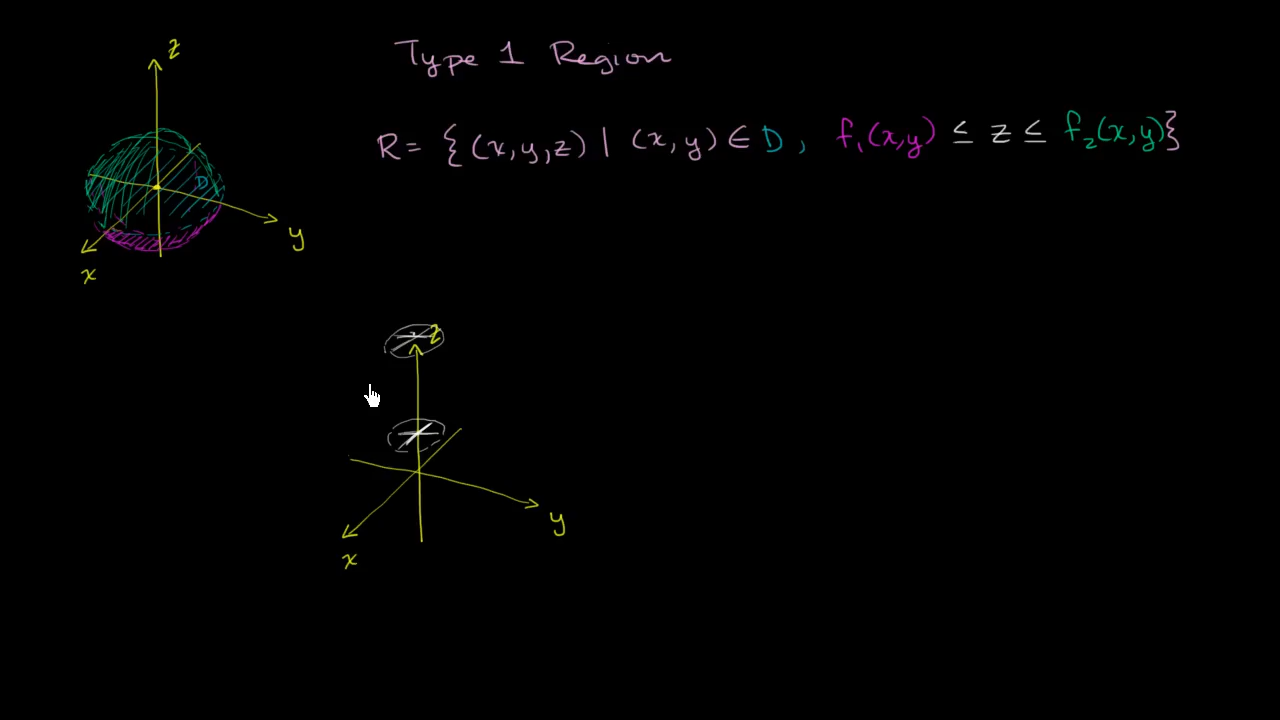 Type 1 Region
R = { (x,y,z) | (x,y) ∈ D, f₁(x,y) ≤ z ≤ f₂(x,y)}
z
D
y
x
z
y
x